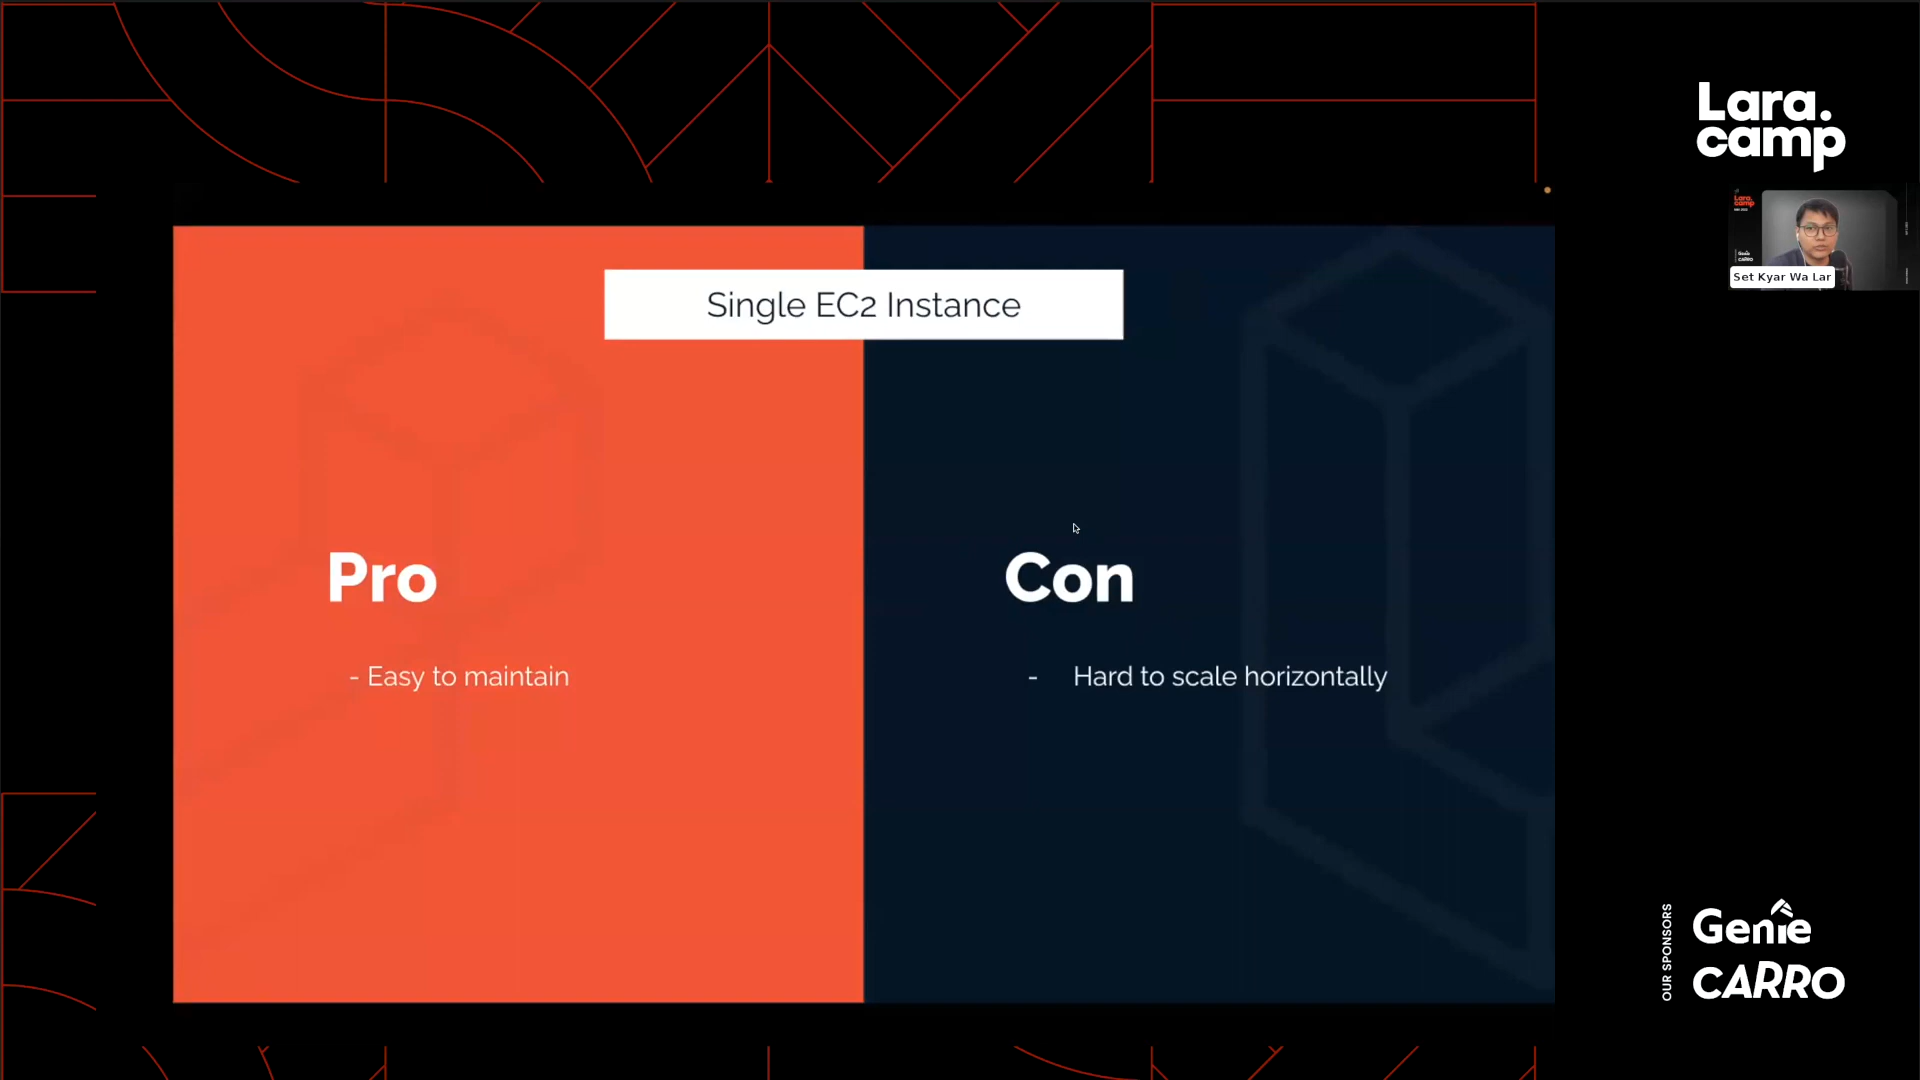 Lara.
camp
Set Kyar Wa Lar
Single EC2 Instance
Pro
- Easy to maintain
Con
- Hard to scale horizontally
OUR SPONSORS
Genie
CARRO